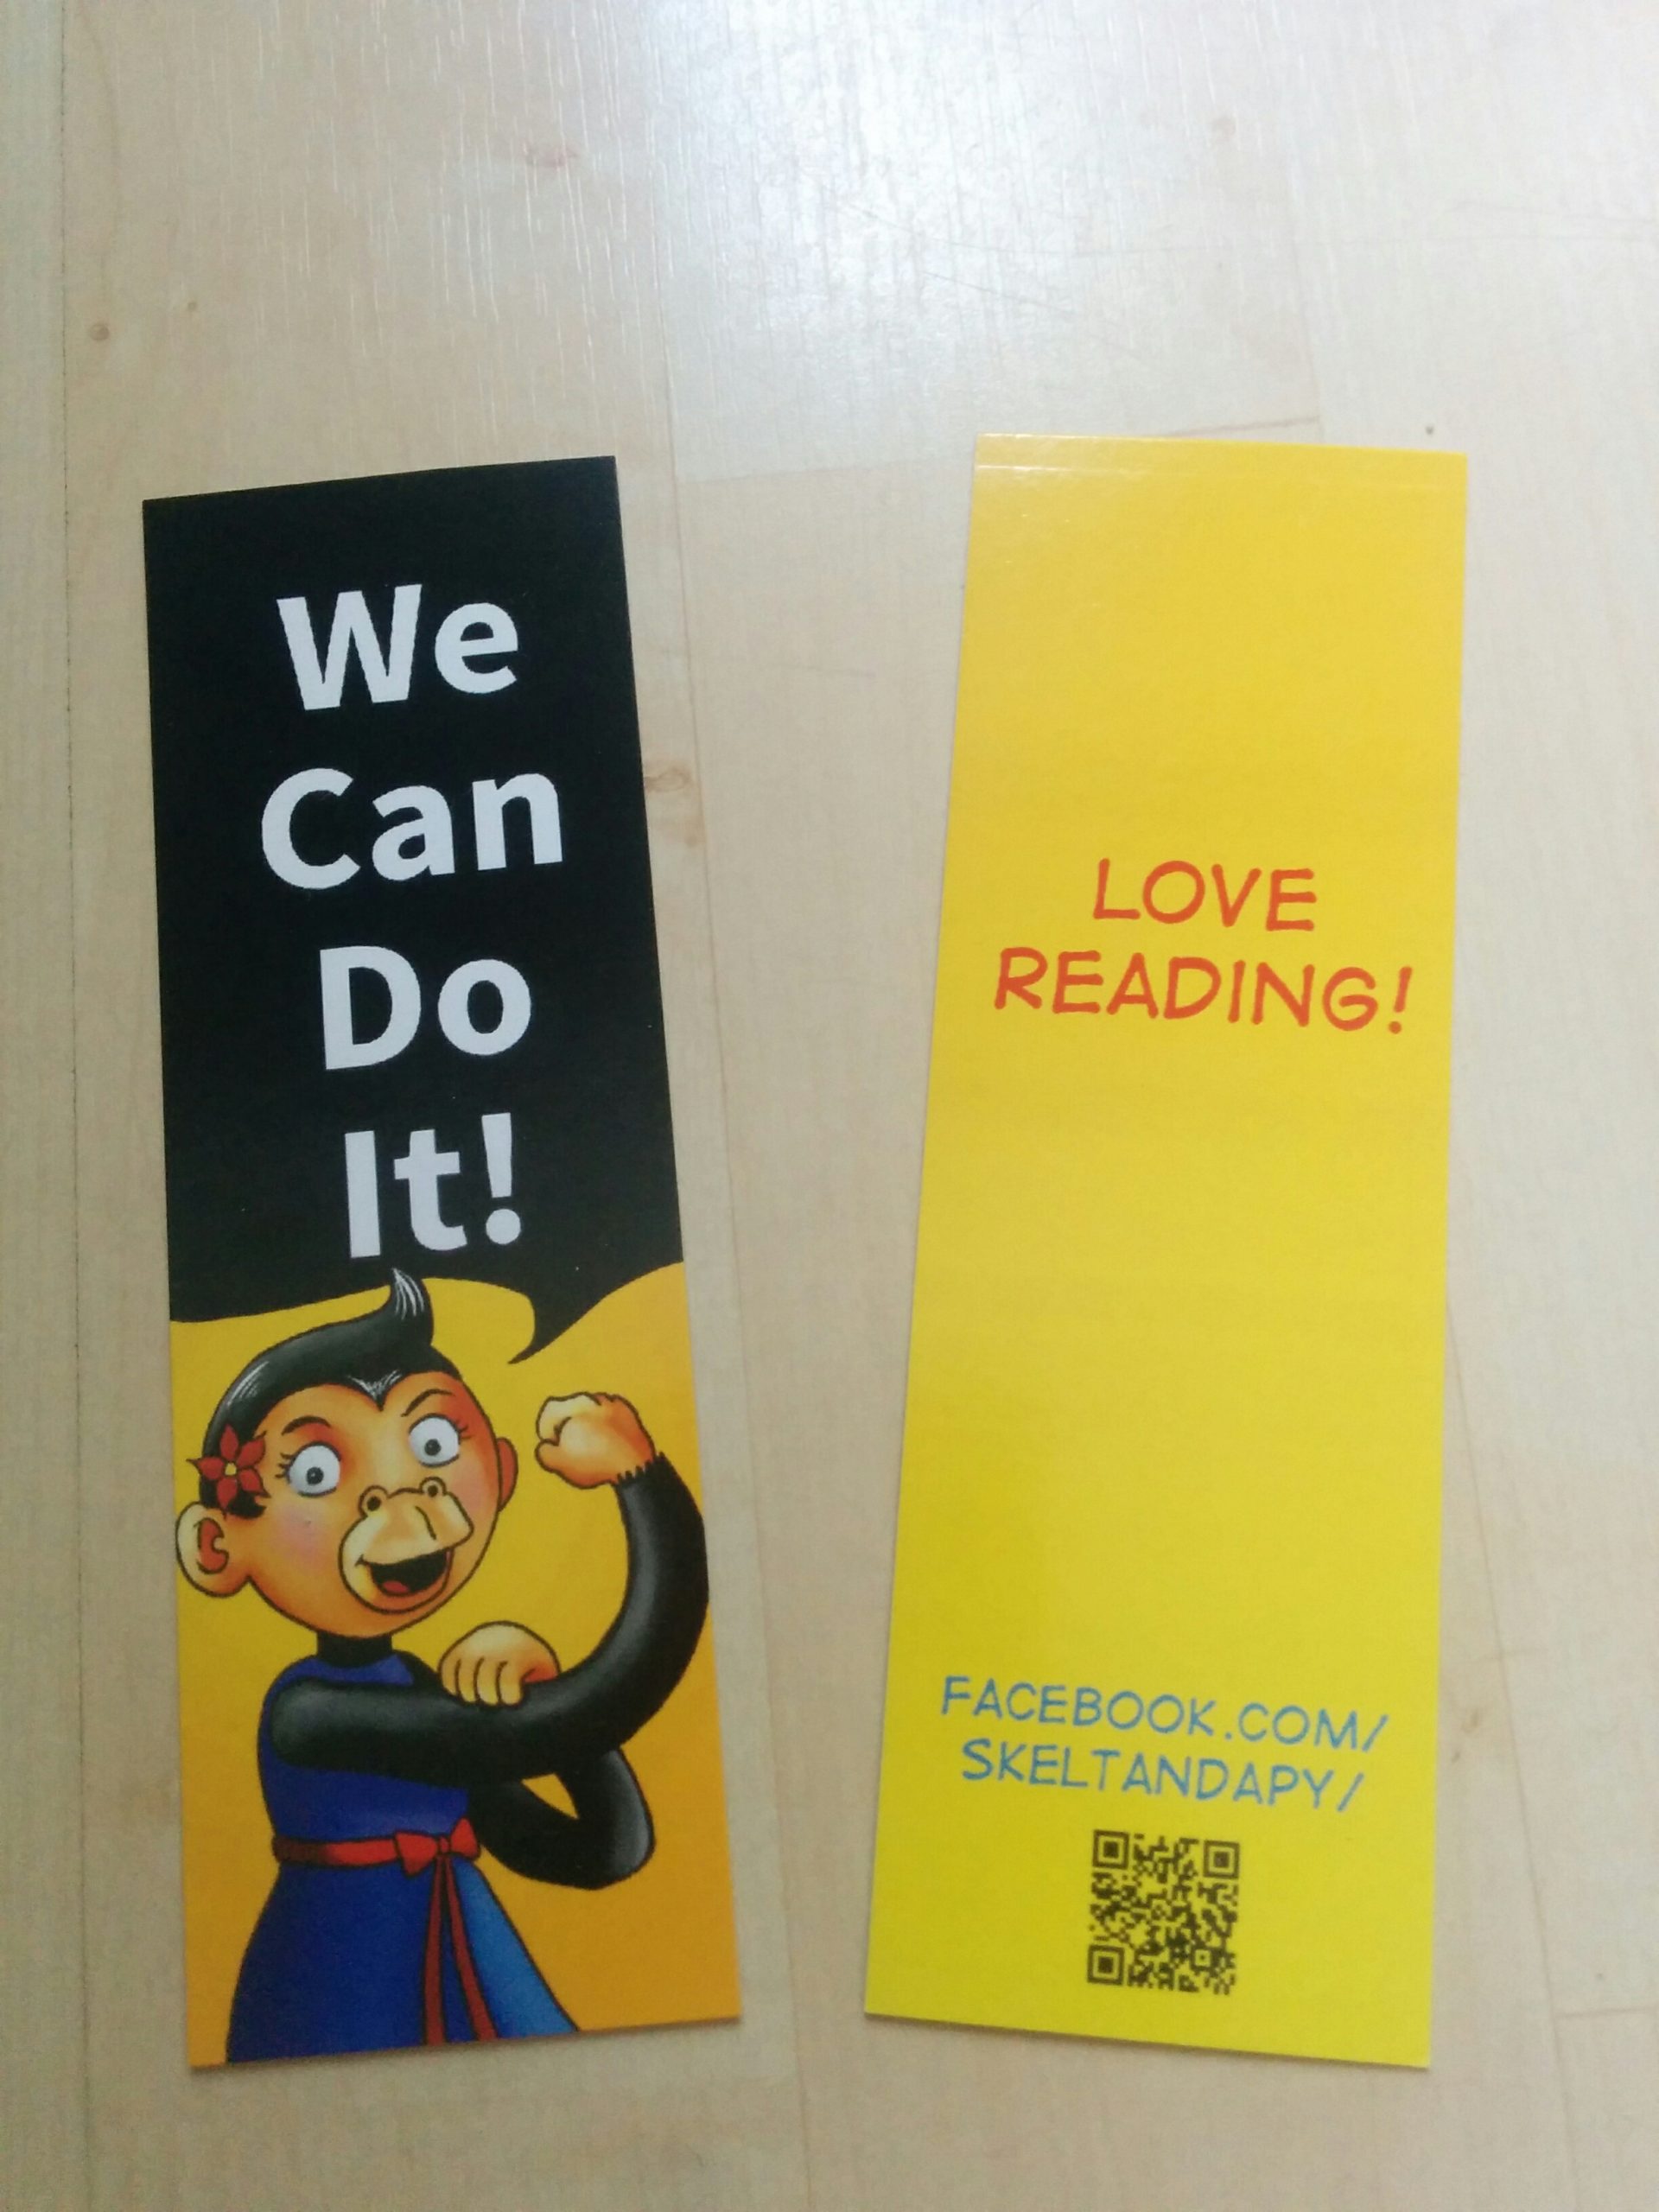 We
Can
Do
It!
LOVE
READING!
FACEBOOK.COM/
SKELTANDAPY/